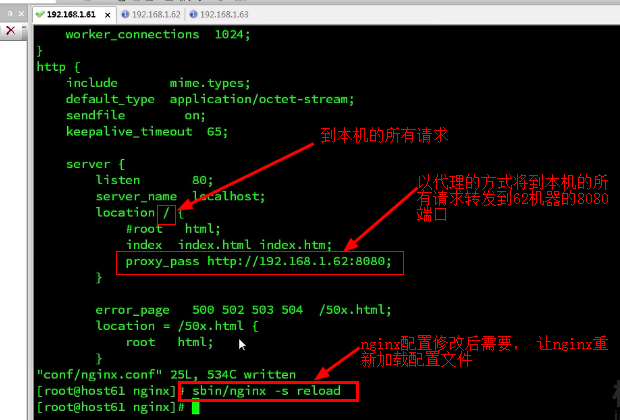 192.168.1.61 192.168.1.62 192.168.1.63
worker_connections 1024;
}
http {
include mime.types;
default_type application/octet-stream;
sendfile on;
keepalive_timeout 65;
到本机的所有请求
server {
listen 80;
server_name localhost;
location / {
#root html;
index index.html index.htm;
proxy_pass http://192.168.1.62:8080;
}
以代理的方式将到本机的所
有请求转发到62机器的8080
端口
error_page 500 502 503 504 /50x.html;
location = /50x.html {
root html;
}
nginx配置修改后需要， 让nginx重
新加载配置文件
"conf/nginx.conf" 25L, 534C written
[root@host61 nginx]# sbin/nginx -s reload
[root@host61 nginx]#